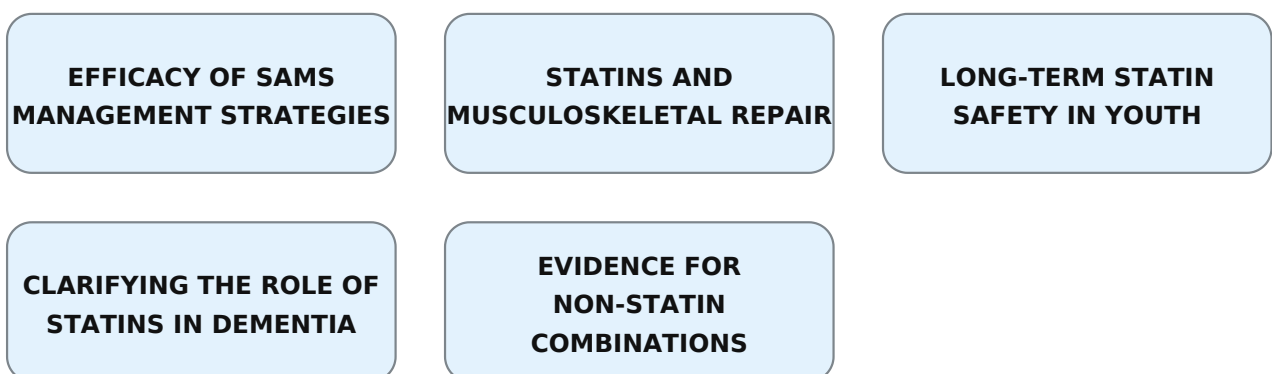 EFFICACY OF SAMS
MANAGEMENT STRATEGIES
STATINS AND
MUSCULOSKELETAL REPAIR
LONG-TERM STATIN
SAFETY IN YOUTH
CLARIFYING THE ROLE OF
STATINS IN DEMENTIA
EVIDENCE FOR
NON-STATIN
COMBINATIONS